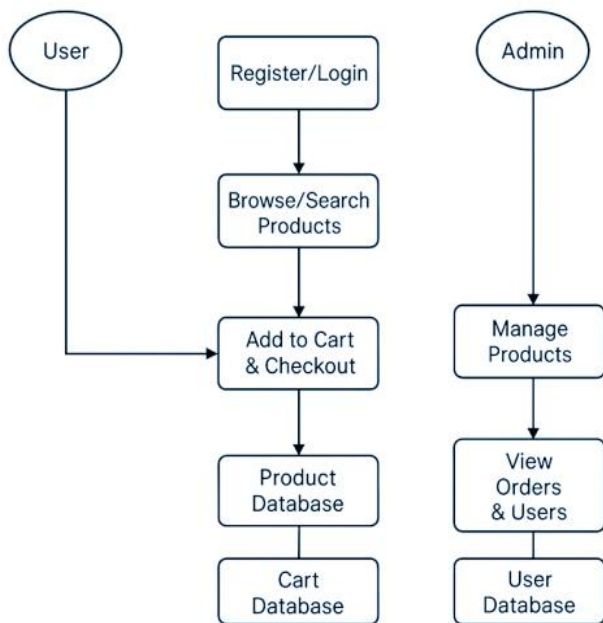 User
Register/Login
Admin
Browse/Search
Products
Add to Cart
& Checkout
Manage
Products
Product
Database
View
Orders
& Users
Cart
Database
User
Database